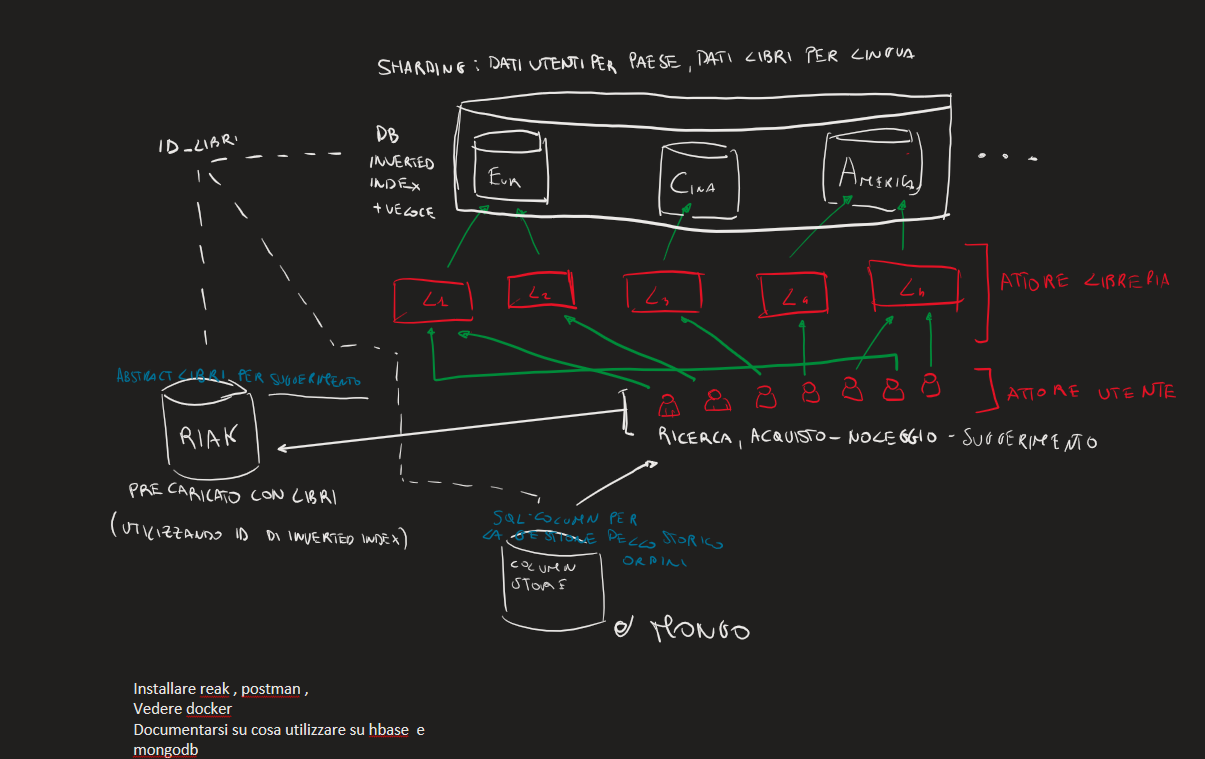 SHARDING: DATI UTENTI PER PAESE, DATI LIBRI PER LINGUA
ID_LIBRI
DB
INVERTED
INDEX
+VELOCE
EUR
CINA
AMERICA
...
L1
L2
L3
L4
ATTORE LIBRERIA
ABSTRACT LIBRI PER SUGGERIMENTO
ATTORE UTENTE
RIAK
RICERCA, ACQUISTO-NOLEGGIO-SUGGERIMENTO
PRECARICATO CON LIBRI
(UTILIZZANDO ID DI INVERTED INDEX)
SQL-COLUMN PER
LA GESTIONE DELLO STORICO
ORDINI
COLUMN
STORE
O MONGO
Installare reak , postman ,
Vedere docker
Documentarsi su cosa utilizzare su hbase e
mongodb